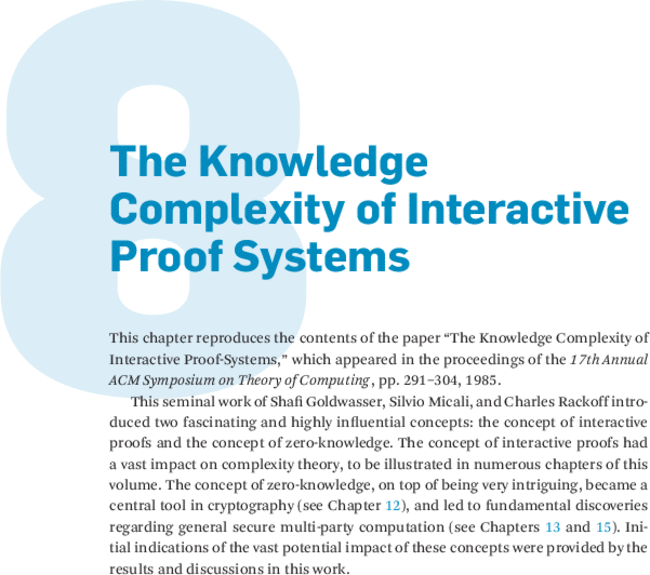 8
The Knowledge
Complexity of Interactive
Proof Systems
This chapter reproduces the contents of the paper “The Knowledge Complexity of
Interactive Proof-Systems,” which appeared in the proceedings of the 17th Annual
ACM Symposium on Theory of Computing, pp. 291–304, 1985.
This seminal work of Shafi Goldwasser, Silvio Micali, and Charles Rackoff intro-
duced two fascinating and highly influential concepts: the concept of interactive
proofs and the concept of zero-knowledge. The concept of interactive proofs had
a vast impact on complexity theory, to be illustrated in numerous chapters of this
volume. The concept of zero-knowledge, on top of being very intriguing, became a
central tool in cryptography (see Chapter 12), and led to fundamental discoveries
regarding general secure multi-party computation (see Chapters 13 and 15). Ini-
tial indications of the vast potential impact of these concepts were provided by the
results and discussions in this work.